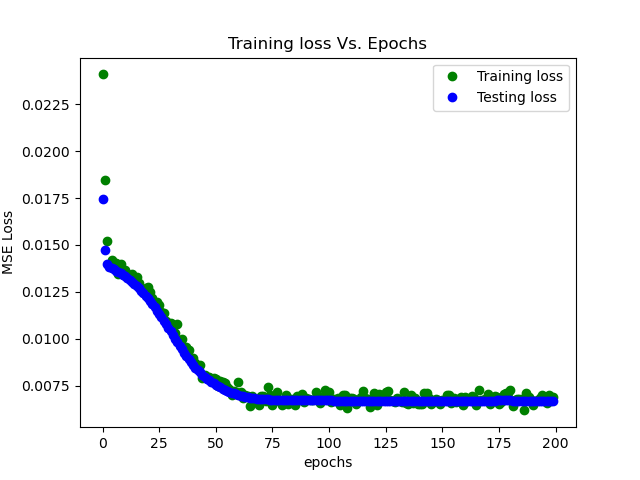 Training loss Vs. Epochs
Training loss
Testing loss
MSE Loss
0.0225
0.0200
0.0175
0.0150
0.0125
0.0100
0.0075
0 25 50 75 100 125 150 175 200
epochs